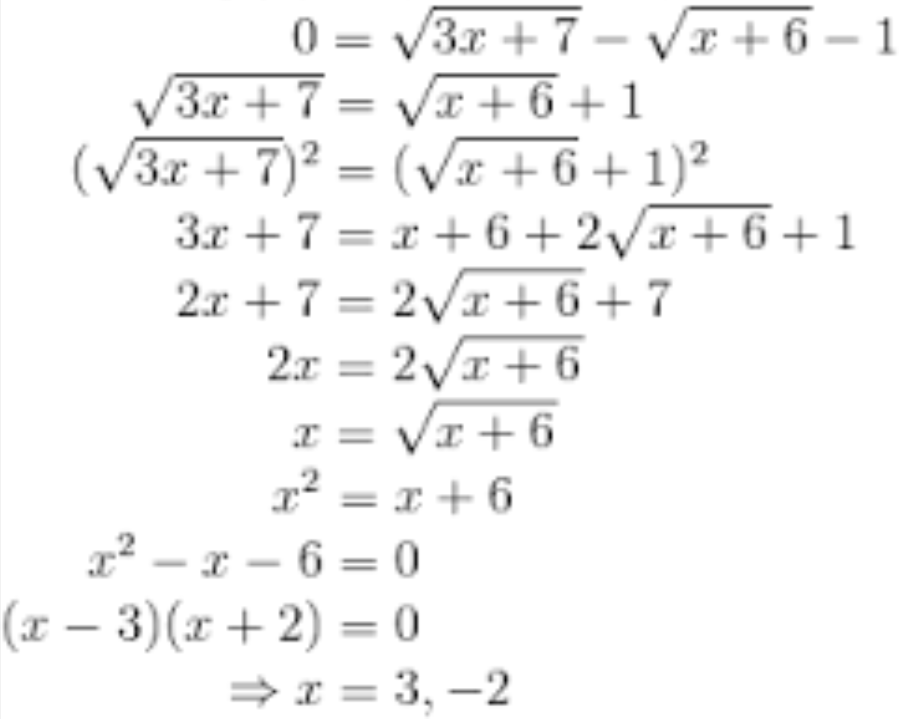 0 = √(3x + 7) − √(x + 6) − 1
√(3x + 7) = √(x + 6) + 1
(√(3x + 7))² = (√(x + 6) + 1)²
3x + 7 = x + 6 + 2√(x + 6) + 1
2x + 7 = 2√(x + 6) + 7
2x = 2√(x + 6)
x = √(x + 6)
x² = x + 6
x² − x − 6 = 0
(x − 3)(x + 2) = 0
⇒ x = 3, −2